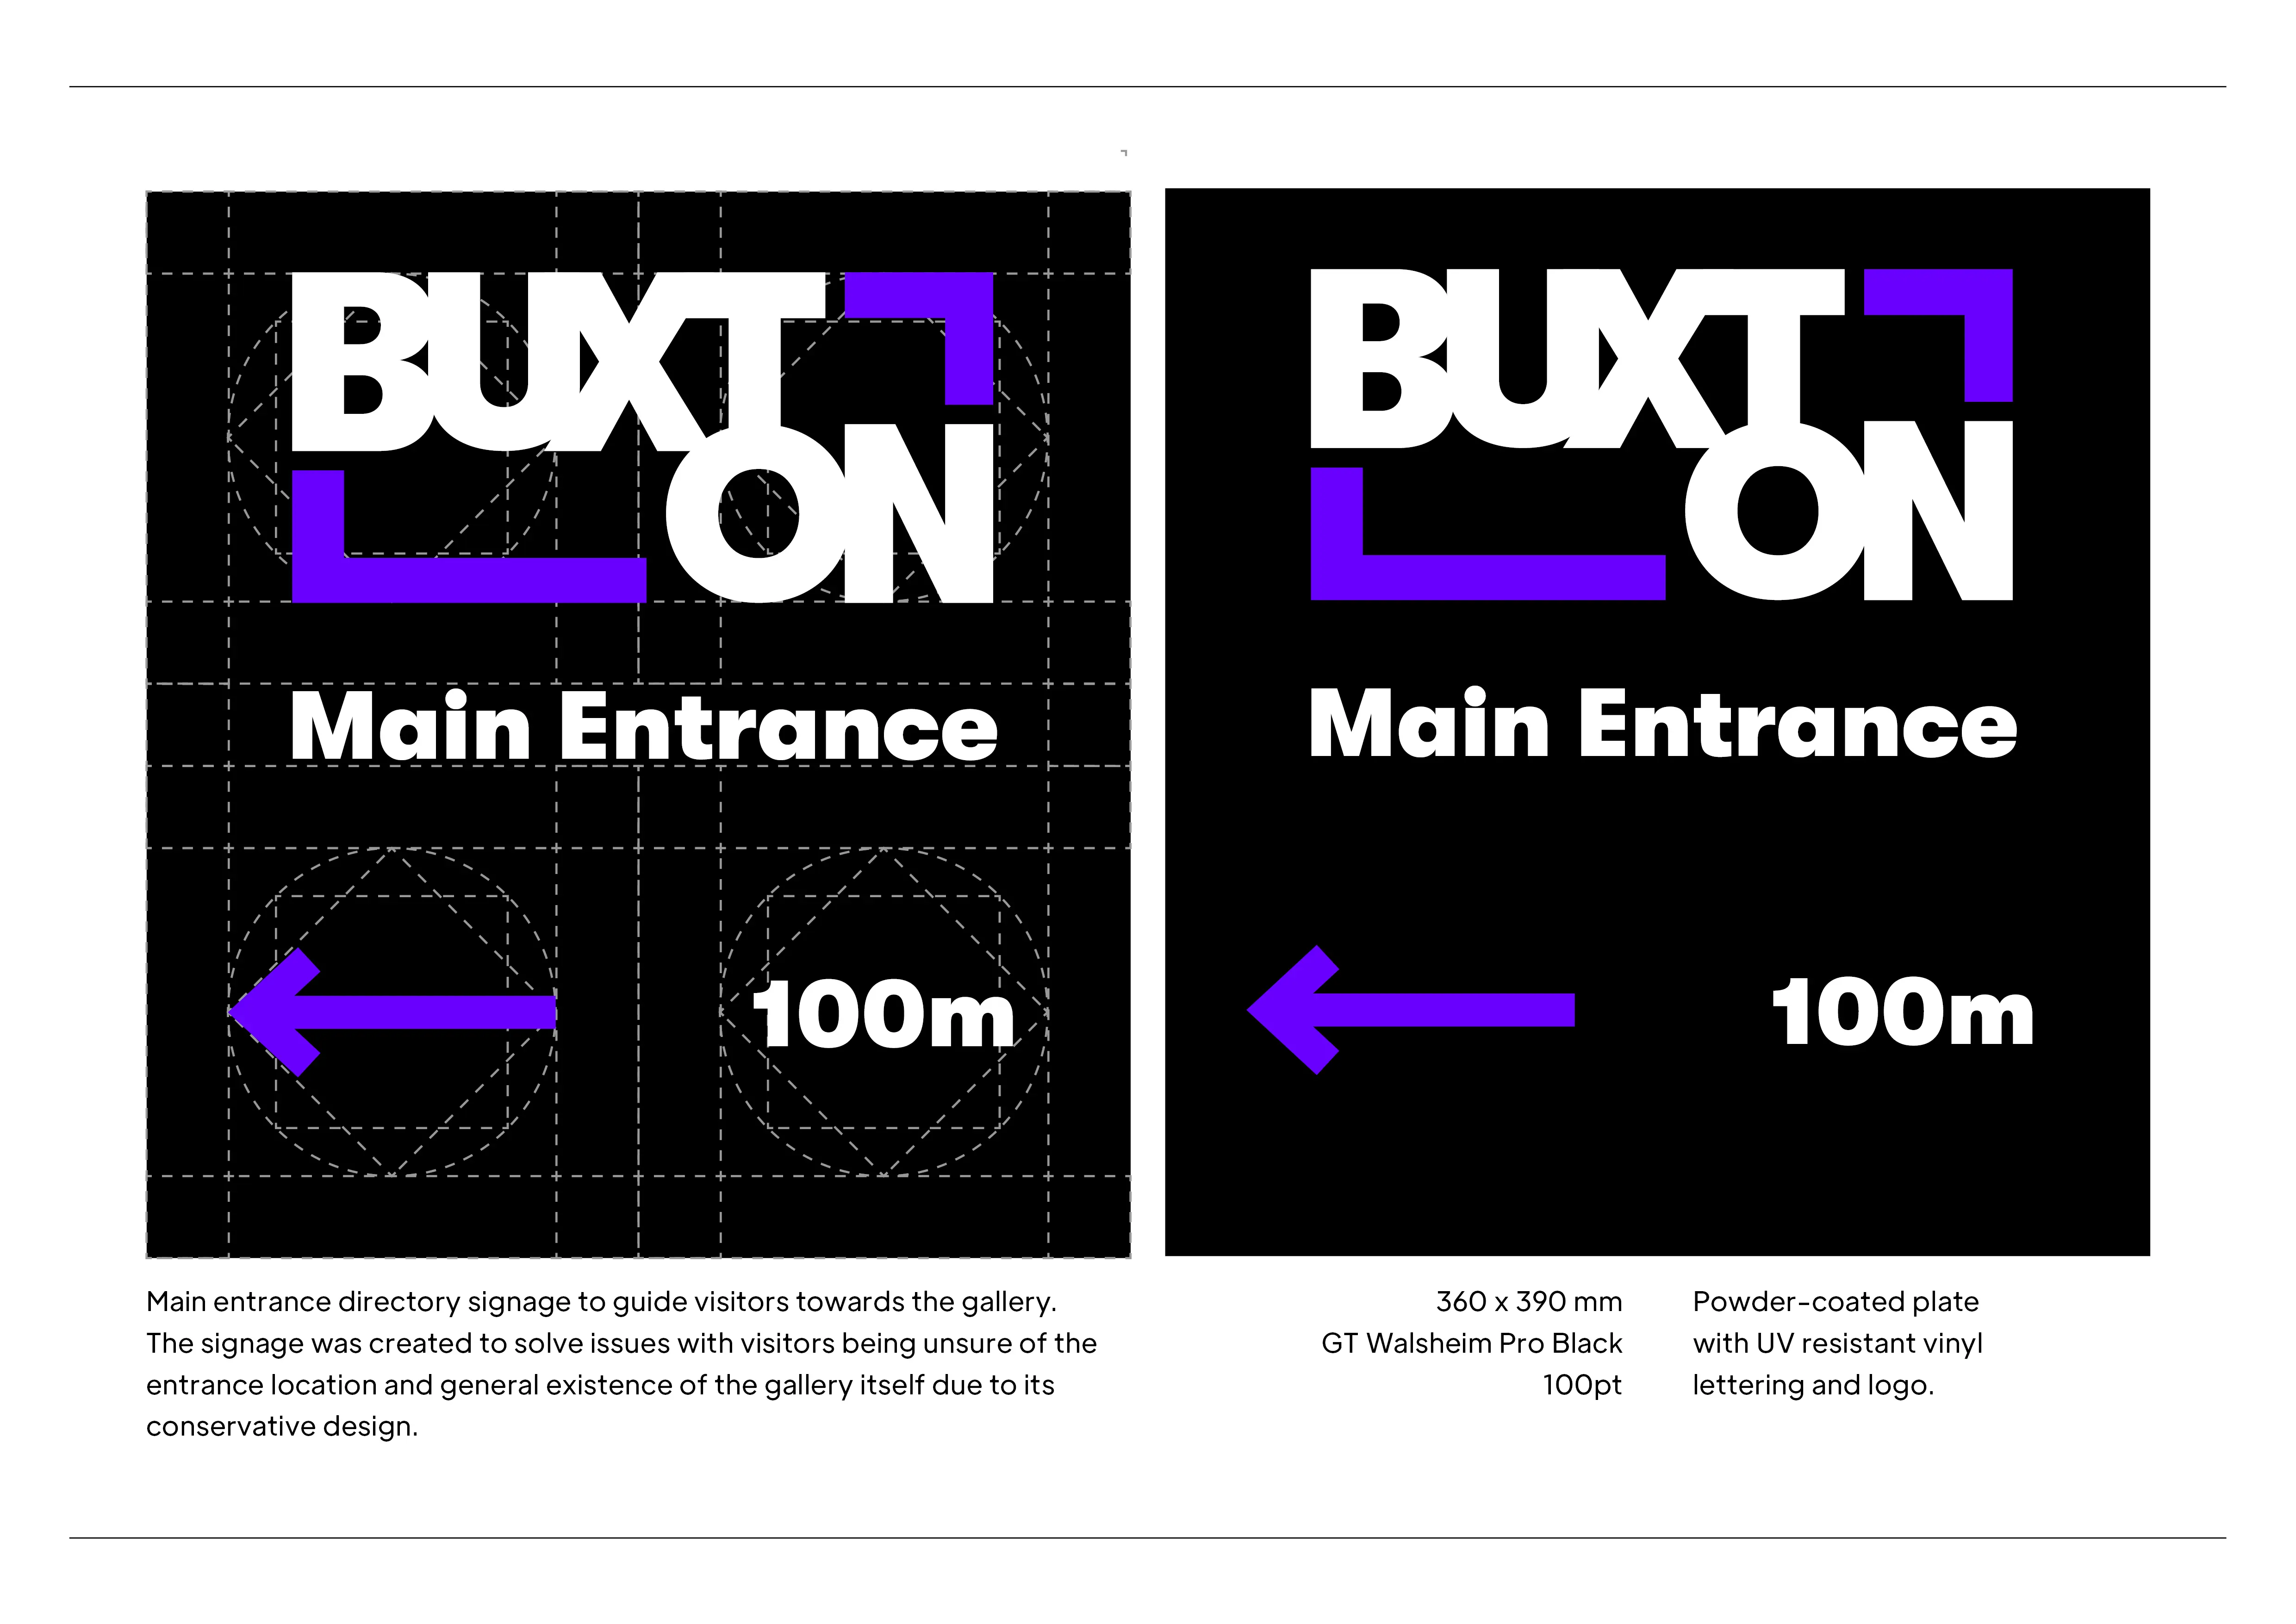 BUXT
ON
Main Entrance
100m
BUXT
ON
Main Entrance
100m
Main entrance directory signage to guide visitors towards the gallery.
The signage was created to solve issues with visitors being unsure of the
entrance location and general existence of the gallery itself due to its
conservative design.
360 x 390 mm
GT Walsheim Pro Black
100pt
Powder-coated plate
with UV resistant vinyl
lettering and logo.